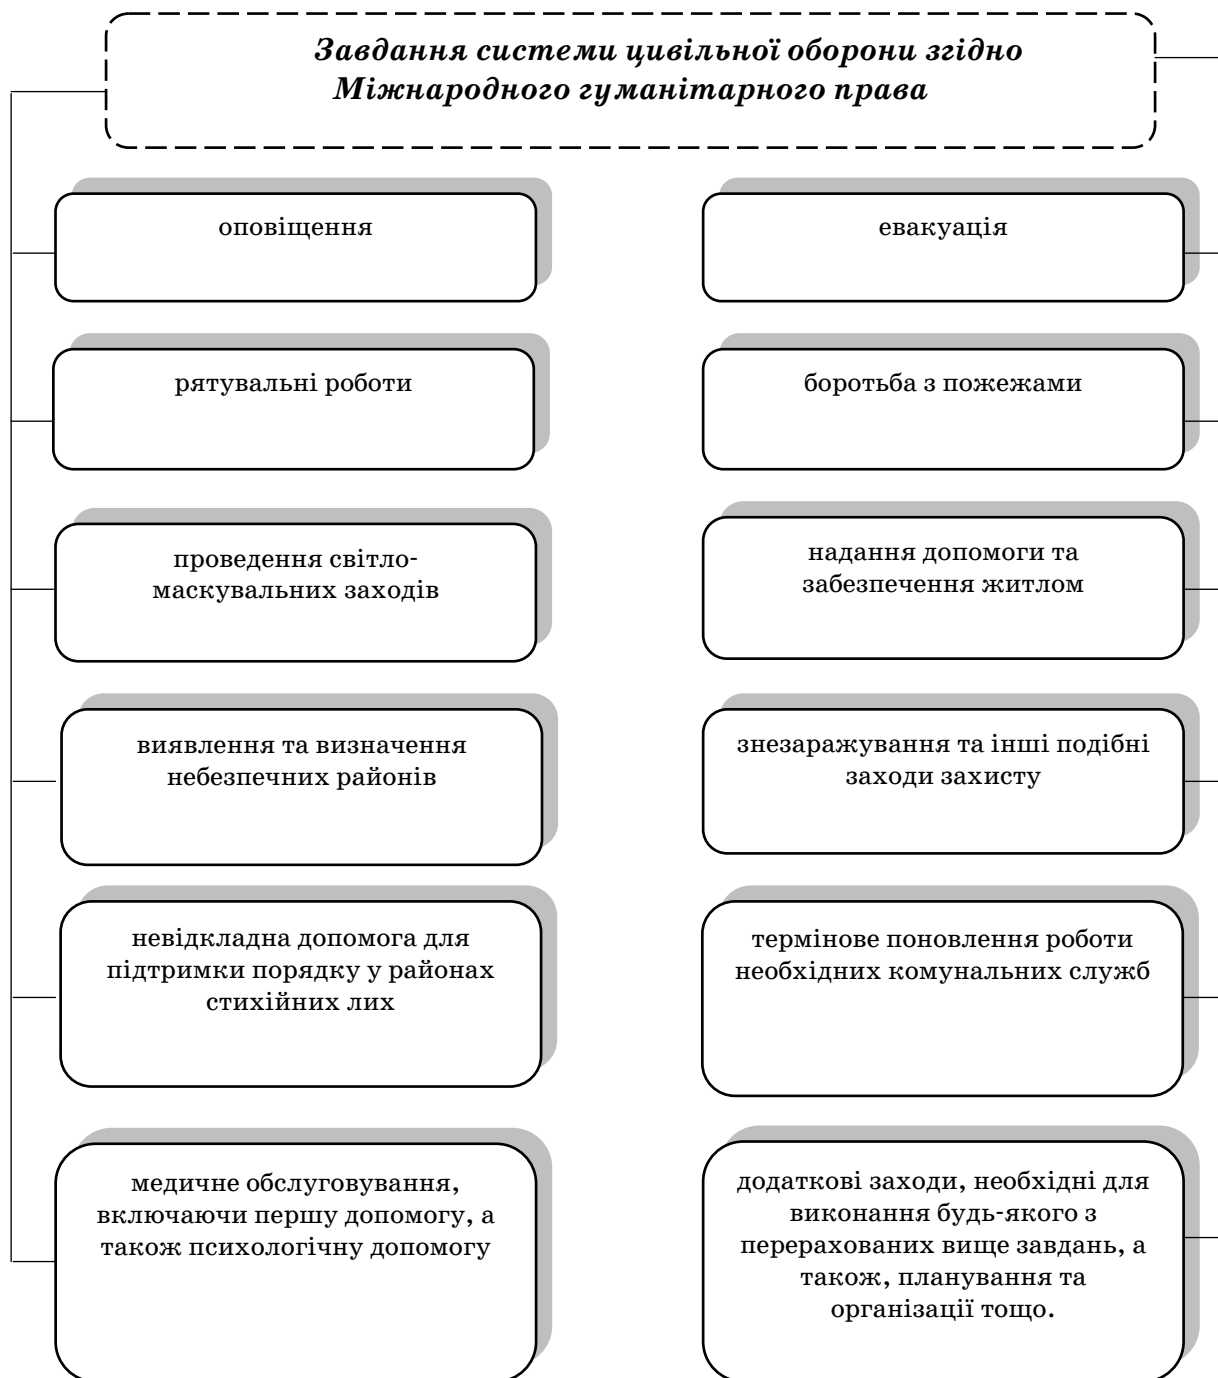 Завдання системи цивільної оборони згідно
Міжнародного гуманітарного права
оповіщення
евакуація
рятувальні роботи
боротьба з пожежами
проведення світло-
маскувальних заходів
надання допомоги та
забезпечення житлом
виявлення та визначення
небезпечних районів
знезаражування та інші подібні
заходи захисту
невідкладна допомога для
підтримки порядку у районах
стихійних лих
термінове поновлення роботи
необхідних комунальних служб
медичне обслуговування,
включаючи першу допомогу, а
також психологічну допомогу
додаткові заходи, необхідні для
виконання будь-якого з
перерахованих вище завдань, а
також, планування та
організації тощо.